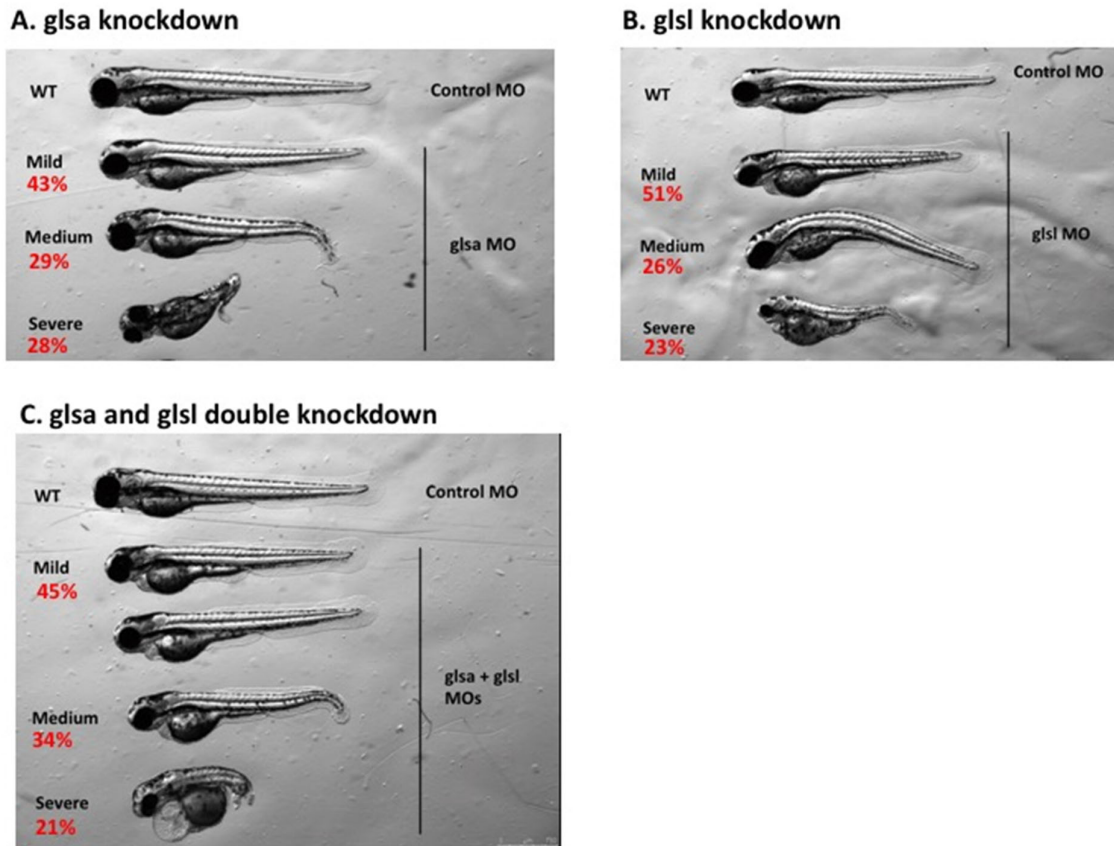 A. glsa knockdown
WT
Control MO
Mild
43%
Medium
29%
glsa MO
Severe
28%
B. glsl knockdown
WT
Control MO
Mild
51%
Medium
26%
glsl MO
Severe
23%
C. glsa and glsl double knockdown
WT
Control MO
Mild
45%
glsa + glsl
MOs
Medium
34%
Severe
21%